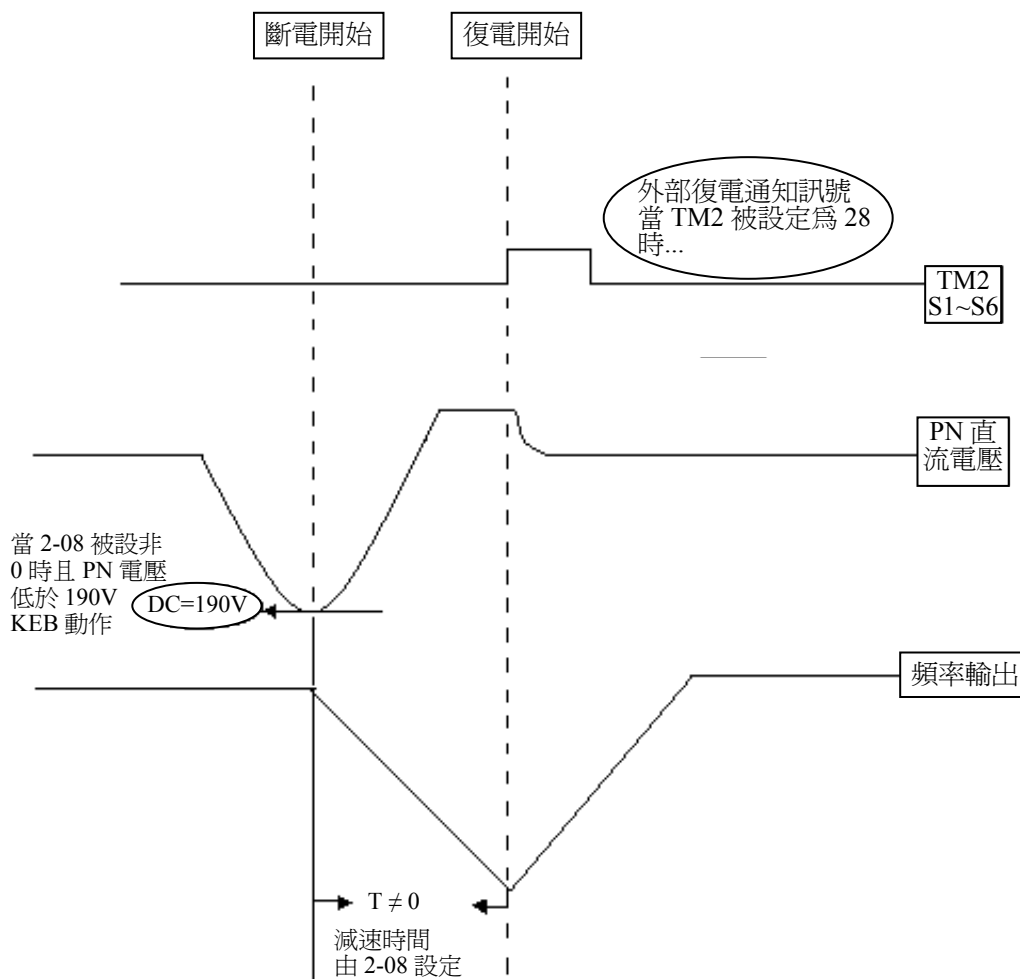 斷電開始
復電開始
外部復電通知訊號
當 TM2 被設定爲 28
時...
TM2
S1~S6
PN 直
流電壓
當 2-08 被設非
0 時且 PN 電壓
低於 190V
KEB 動作
DC=190V
頻率輸出
T ≠ 0
減速時間
由 2-08 設定